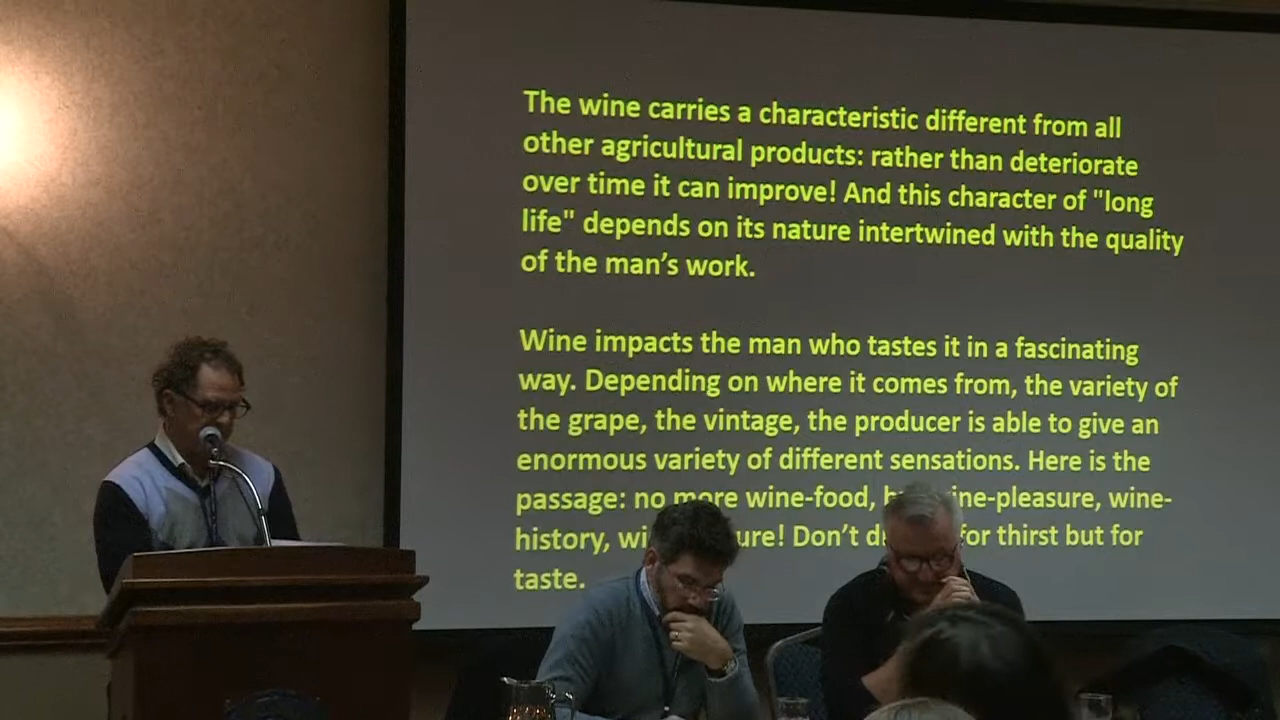 The wine carries a characteristic different from all
other agricultural products: rather than deteriorate
over time it can improve! And this character of "long
life" depends on its nature intertwined with the quality
of the man's work.
Wine impacts the man who tastes it in a fascinating
way. Depending on where it comes from, the variety of
the grape, the vintage, the producer is able to give an
enormous variety of different sensations. Here is the
passage: no more wine-food, ine-pleasure, wine-
history, wi ure! Don't d for thirst but for
taste.